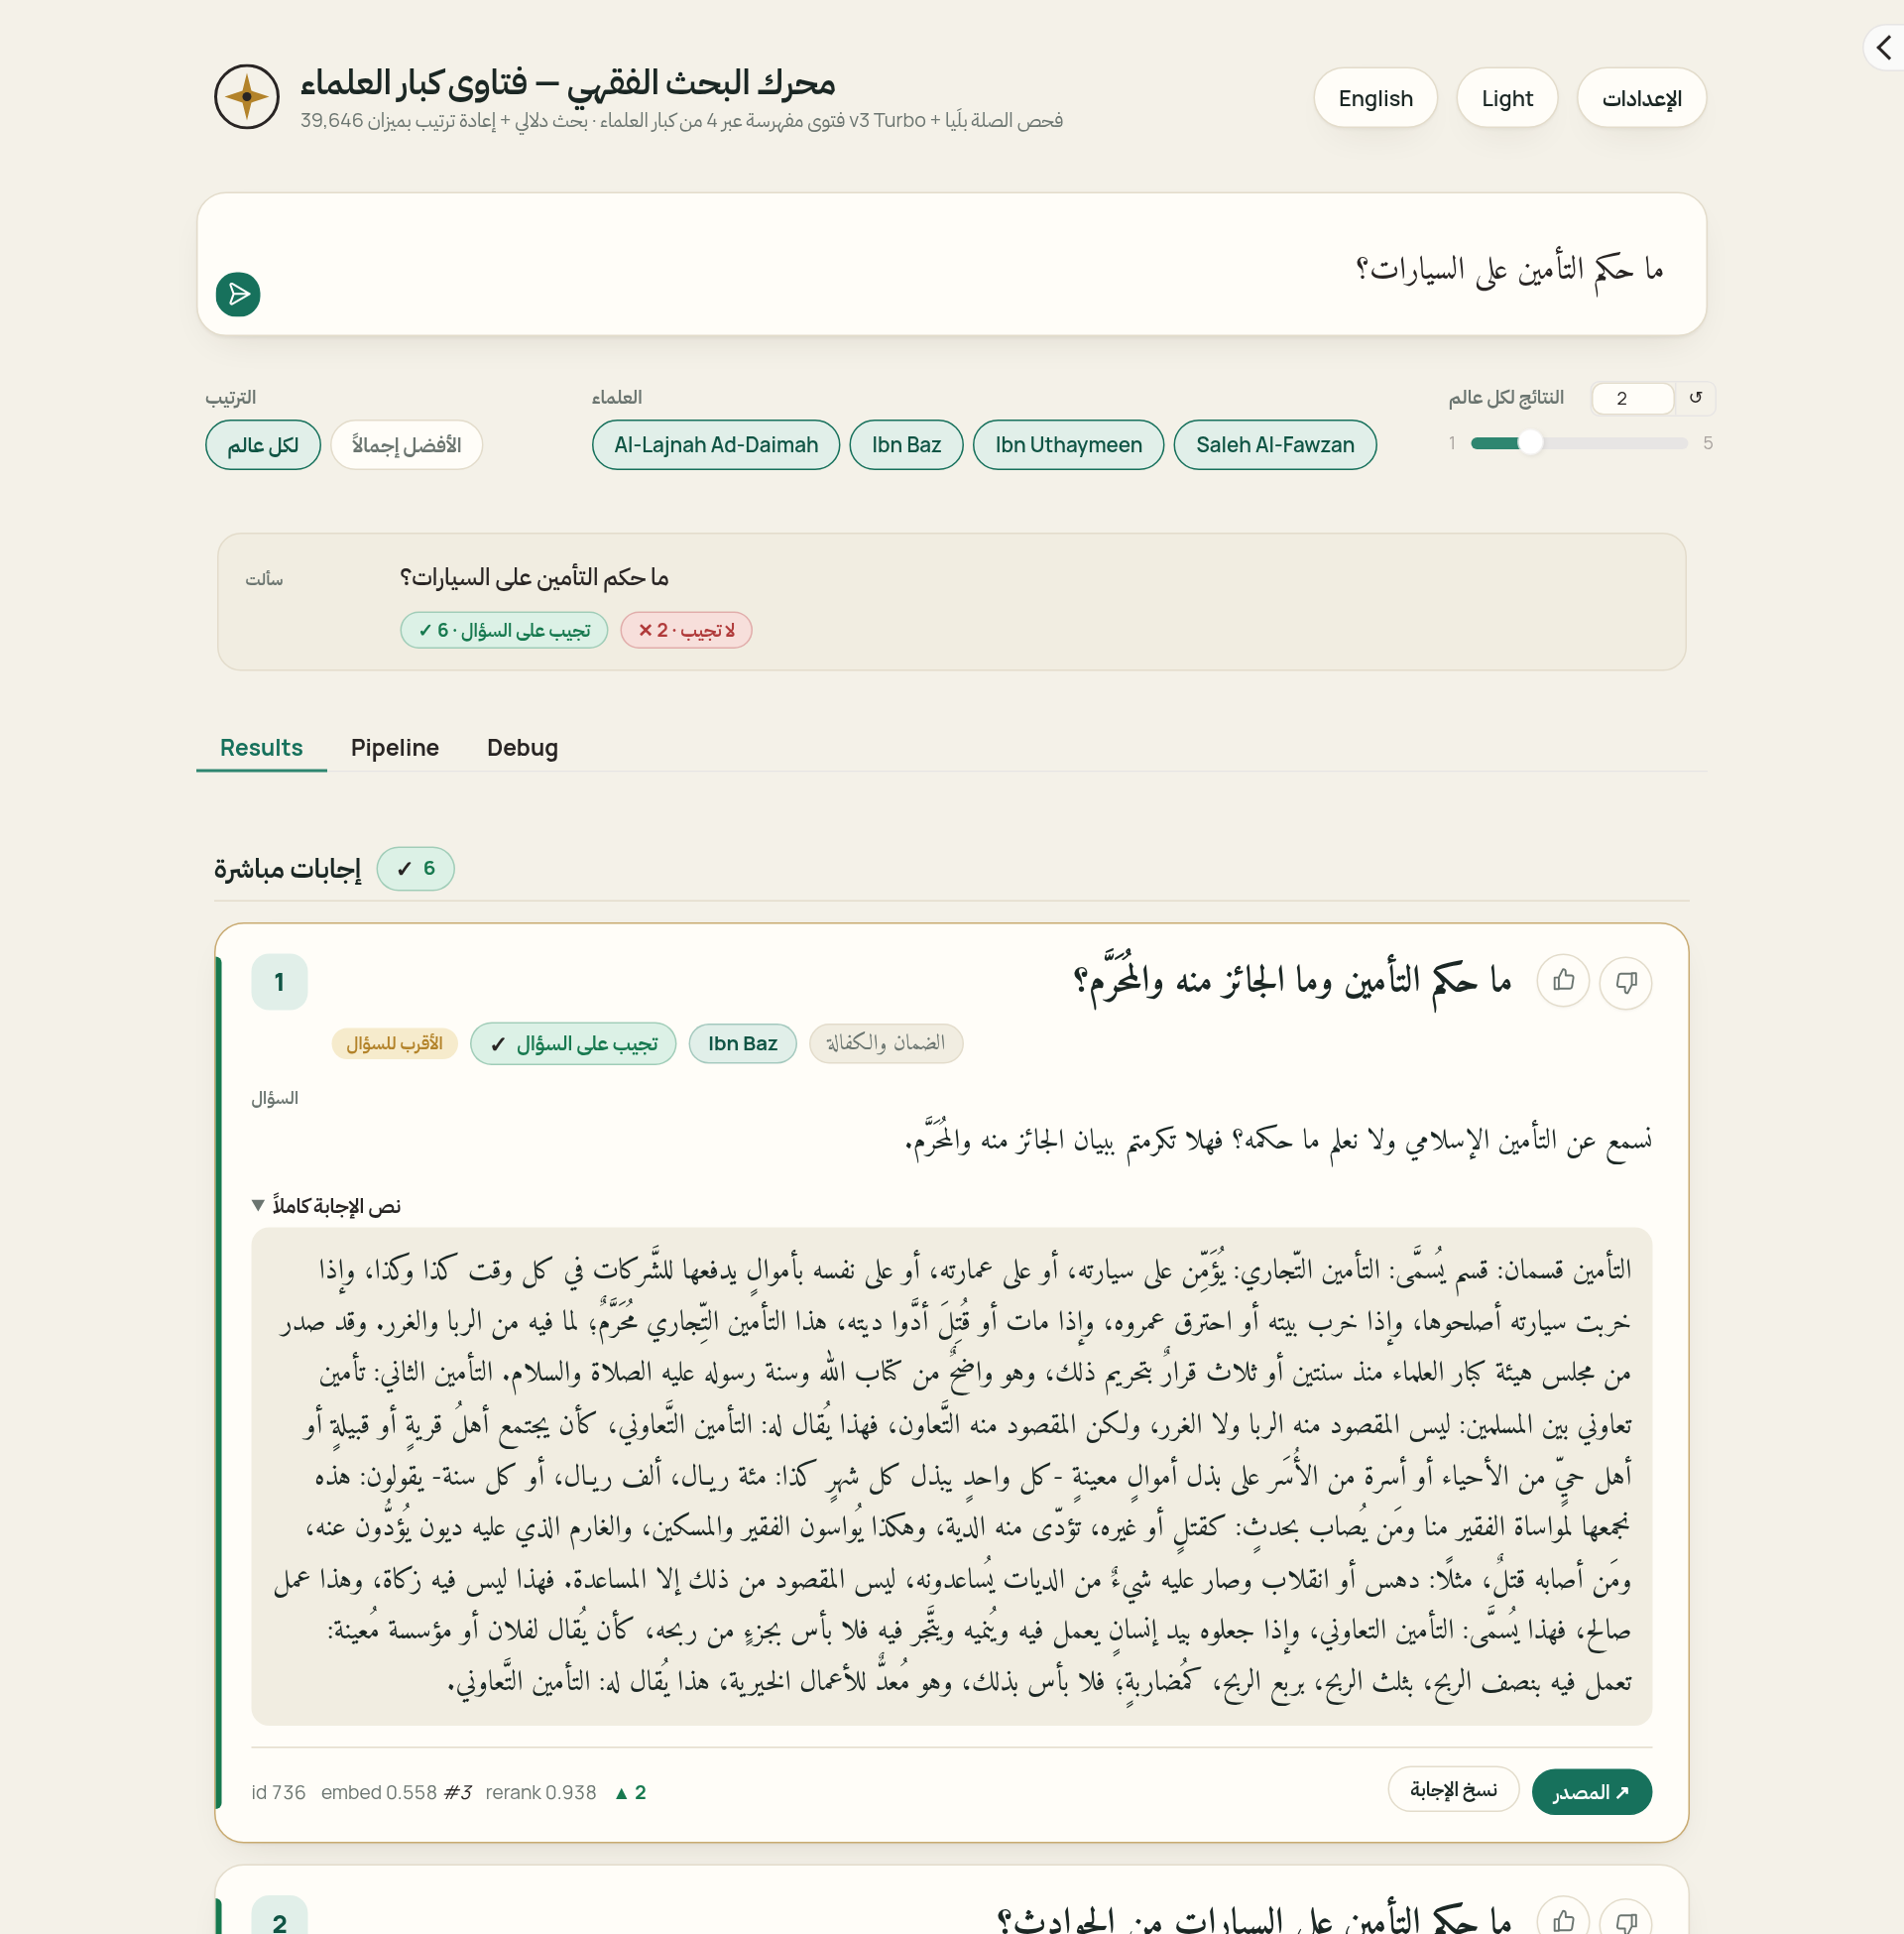 محرك البحث الفقهي — فتاوى كبار العلماء
39,646 فتوى مفهرسة عبر 4 من كبار العلماء · بحث دلالي + إعادة ترتيب بميزان v3 Turbo + فحص الصلة بلَيا
English
Light
الإعدادات
ما حكم التأمين على السيارات؟
الترتيب
لكل عالم
الأفضل إجمالاً
العلماء
Al-Lajnah Ad-Daimah
Ibn Baz
Ibn Uthaymeen
Saleh Al-Fawzan
النتائج لكل عالم
2
↺
1
5
سألت
ما حكم التأمين على السيارات؟
✓ 6 · تجيب على السؤال
✕ 2 · لا تجيب
Results
Pipeline
Debug
إجابات مباشرة
✓ 6
1
ما حكم التأمين وما الجائز منه والمُحَرَّم؟
الأقرب للسؤال
✓ تجيب على السؤال
Ibn Baz
الضمان والكفالة
السؤال
نسمع عن التأمين الإسلامي ولا نعلم ما حكمه؟ فهلا تكرمتم ببيان الجائز منه والمُحَرَّم.
▼ نص الإجابة كاملاً
التأمين قسمان: قسم يُسمَّى: التأمين التّجاري: يُؤَمِّن على سيارته، أو على عمارته، أو على نفسه بأموالٍ يدفعها للشَّركات في كل وقت كذا وكذا، وإذا
خربت سيارته أصلحوها، وإذا خرب بيته أو احترق عمروه، وإذا مات أو قُتِلَ أدَّوا ديته، هذا التأمين التِّجاري مُحَرَّمٌ؛ لما فيه من الربا والغرر. وقد صدر
من مجلس هيئة كبار العلماء منذ سنتين أو ثلاث قرارٌ بتحريم ذلك، وهو واضحٌ من كتاب الله وسنة رسوله عليه الصلاة والسلام. التأمين الثاني: تأمين
تعاوني بين المسلمين: ليس المقصود منه الربا ولا الغرر، ولكن المقصود منه التَّعاون، فهذا يُقال له: التأمين التَّعاوني، كأن يجتمع أهلُ قريةٍ أو قبيلةٍ أو
أهل حيٍّ من الأحياء أو أسرة من الأُسَر على بذل أموالٍ معينةٍ -كل واحدٍ يبذل كل شهرٍ كذا: مئة ريـال، ألف ريـال، أو كل سنة- يقولون: هذه
نجمعها لمواساة الفقير منا ومَن يُصاب بحدثٍ: كقتلٍ أو غيره، تؤدّى منه الدية، وهكذا يُواسون الفقير والمسكين، والغارم الذي عليه ديون يُؤدُّون عنه،
ومَن أصابه قتلٌ، مثلًا: دهس أو انقلاب وصار عليه شيءٌ من الديات يُساعدونه، ليس المقصود من ذلك إلا المساعدة. فهذا ليس فيه زكاة، وهذا عمل
صالح، فهذا يُسمَّى: التأمين التعاوني، وإذا جعلوه بيد إنسانٍ يعمل فيه ويُنميه ويتَّجر فيه فلا بأس بجزءٍ من ربحه، كأن يُقال لفلان أو مؤسسة مُعينة:
تعمل فيه بنصف الربح، بثلث الربح، بربع الربح، كمُضاربةٍ؛ فلا بأس بذلك، وهو مُعدٌّ للأعمال الخيرية، هذا يُقال له: التأمين التَّعاوني.
id 736 embed 0.558 #3 rerank 0.938 ▲ 2
نسخ الإجابة
المصدر ↗
2
ما حكم التأمين على السيارات من الحوادث؟